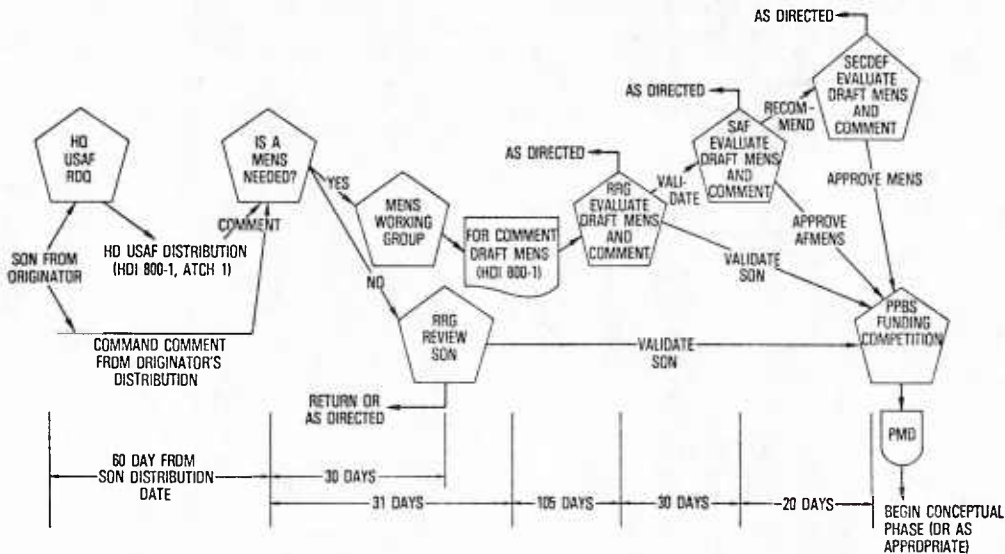 AS DIRECTED
SECDEF
EVALUATE
DRAFT MENS
AND
COMMENT
AS DIRECTED
RECOM-
MEND
SAF
EVALUATE
DRAFT MENS
AND
COMMENT
HQ
USAF
RDQ
IS A
MENS
NEEDED?
AS DIRECTED
VALI-
DATE
APPROVE MENS
YES
MENS
WORKING
GROUP
RRG
EVALUATE
DRAFT MENS
AND
COMMENT
COMMENT
FOR COMMENT
DRAFT MENS
(HDI 800-1)
APPROVE
AFMENS
SON FROM
ORIGINATOR
HD USAF DISTRIBUTION
(HDI 800-1, ATCH 1)
VALIDATE
SON
NO
PPBS
FUNDING
COMPETITION
RRG
REVIEW
SON
COMMAND COMMENT
FROM ORIGINATOR'S
DISTRIBUTION
VALIDATE
SON
RETURN OR
AS DIRECTED
PMD
60 DAY FROM
SON DISTRIBUTION
DATE
30 DAYS
31 DAYS
105 DAYS
30 DAYS
20 DAYS
BEGIN CONCEPTUAL
PHASE (OR AS
APPROPRIATE)